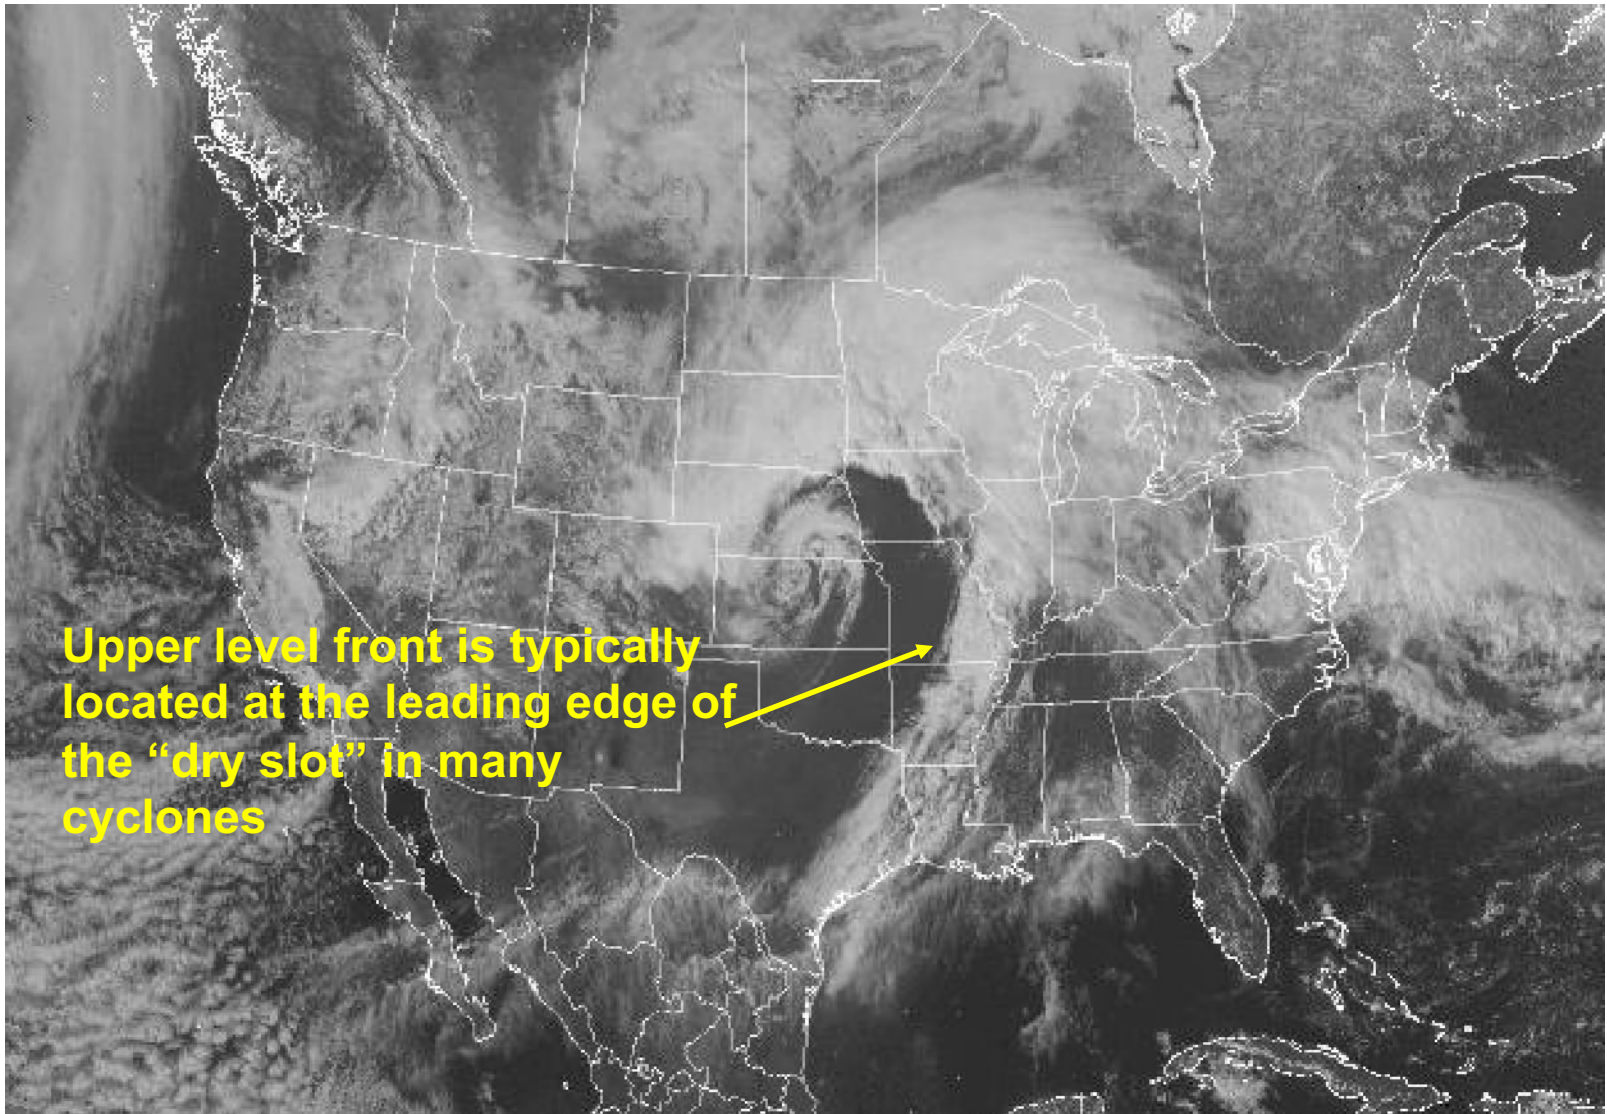 Upper level front is typically
located at the leading edge of
the “dry slot” in many
cyclones